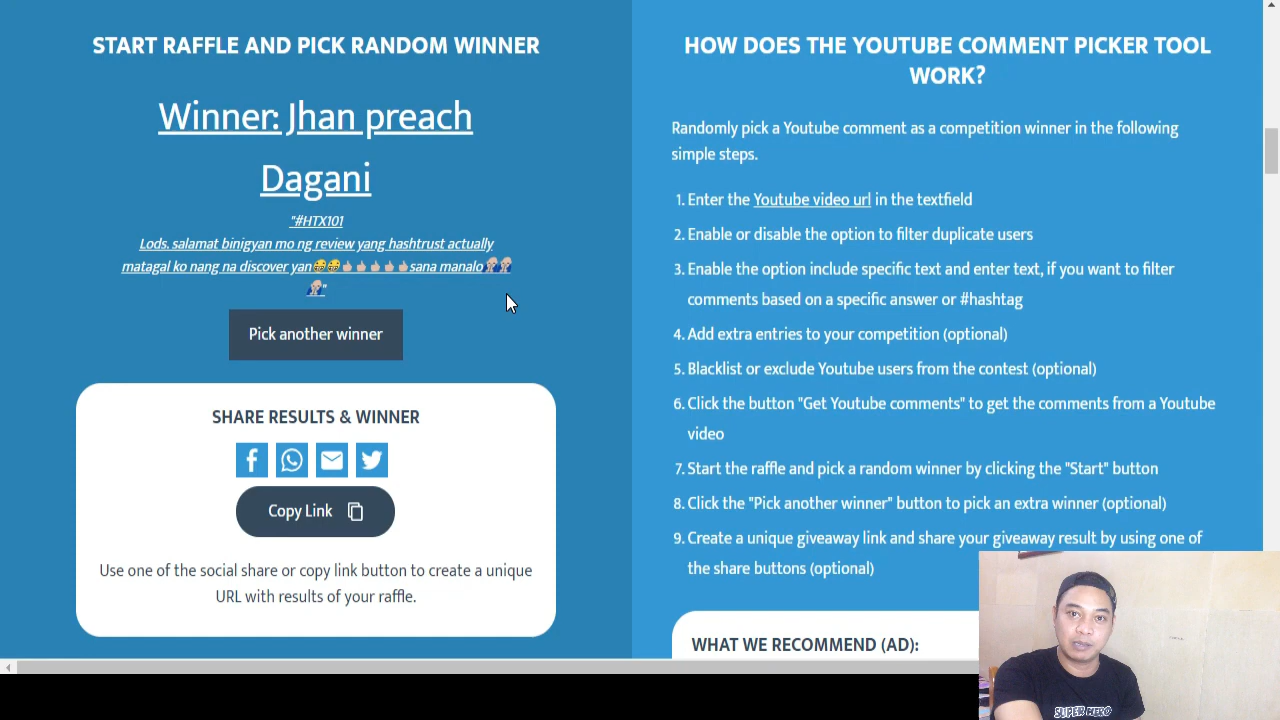 START RAFFLE AND PICK RANDOM WINNER
Winner: Jhan preach
Dagani
"#HTX101
Lods. salamat binigyan mo ng review yang hashtrust actually
matagal ko nang na discover yan😂😂👍🏼👍🏼👍🏼👍🏼👍🏼sana manalo🤦🏼🤦🏼
🤦🏼"
Pick another winner
SHARE RESULTS & WINNER
Copy Link
Use one of the social share or copy link button to create a unique
URL with results of your raffle.
HOW DOES THE YOUTUBE COMMENT PICKER TOOL
WORK?
Randomly pick a Youtube comment as a competition winner in the following
simple steps.
1. Enter the Youtube video url in the textfield
2. Enable or disable the option to filter duplicate users
3. Enable the option include specific text and enter text, if you want to filter
comments based on a specific answer or #hashtag
4. Add extra entries to your competition (optional)
5. Blacklist or exclude Youtube users from the contest (optional)
6. Click the button "Get Youtube comments" to get the comments from a Youtube
video
7. Start the raffle and pick a random winner by clicking the "Start" button
8. Click the "Pick another winner" button to pick an extra winner (optional)
9. Create a unique giveaway link and share your giveaway result by using one of
the share buttons (optional)
WHAT WE RECOMMEND (AD):
SUPER HERO